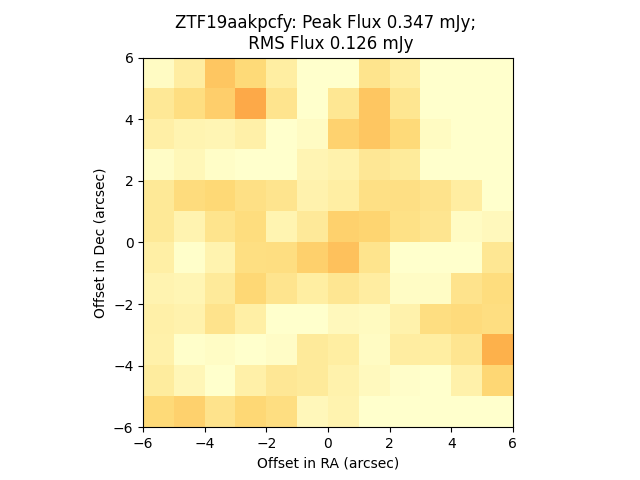 ZTF19aakpcfy: Peak Flux 0.347 mJy;
RMS Flux 0.126 mJy
6
4
2
0
−2
−4
−6
Offset in Dec (arcsec)
−6 −4 −2 0 2 4 6
Offset in RA (arcsec)